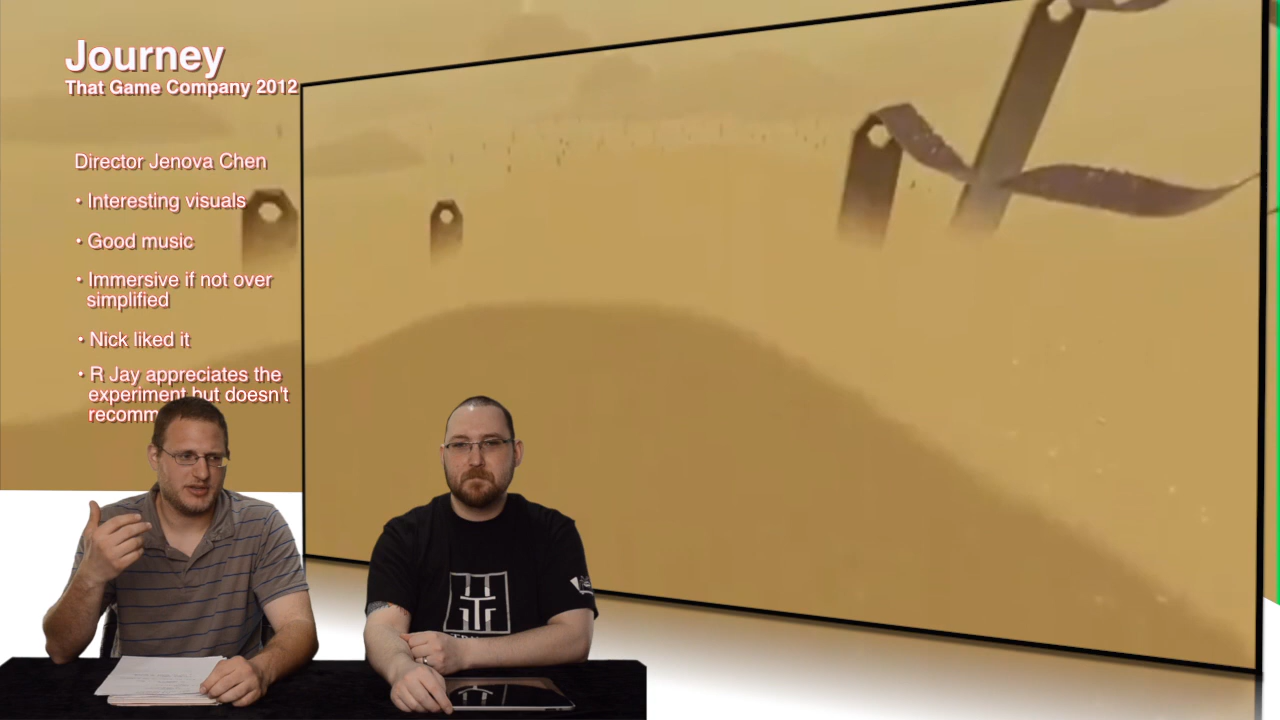 Journey
That Game Company 2012
Director Jenova Chen
• Interesting visuals
• Good music
• Immersive if not over
simplified
• Nick liked it
• R Jay appreciates the
experiment but doesn't